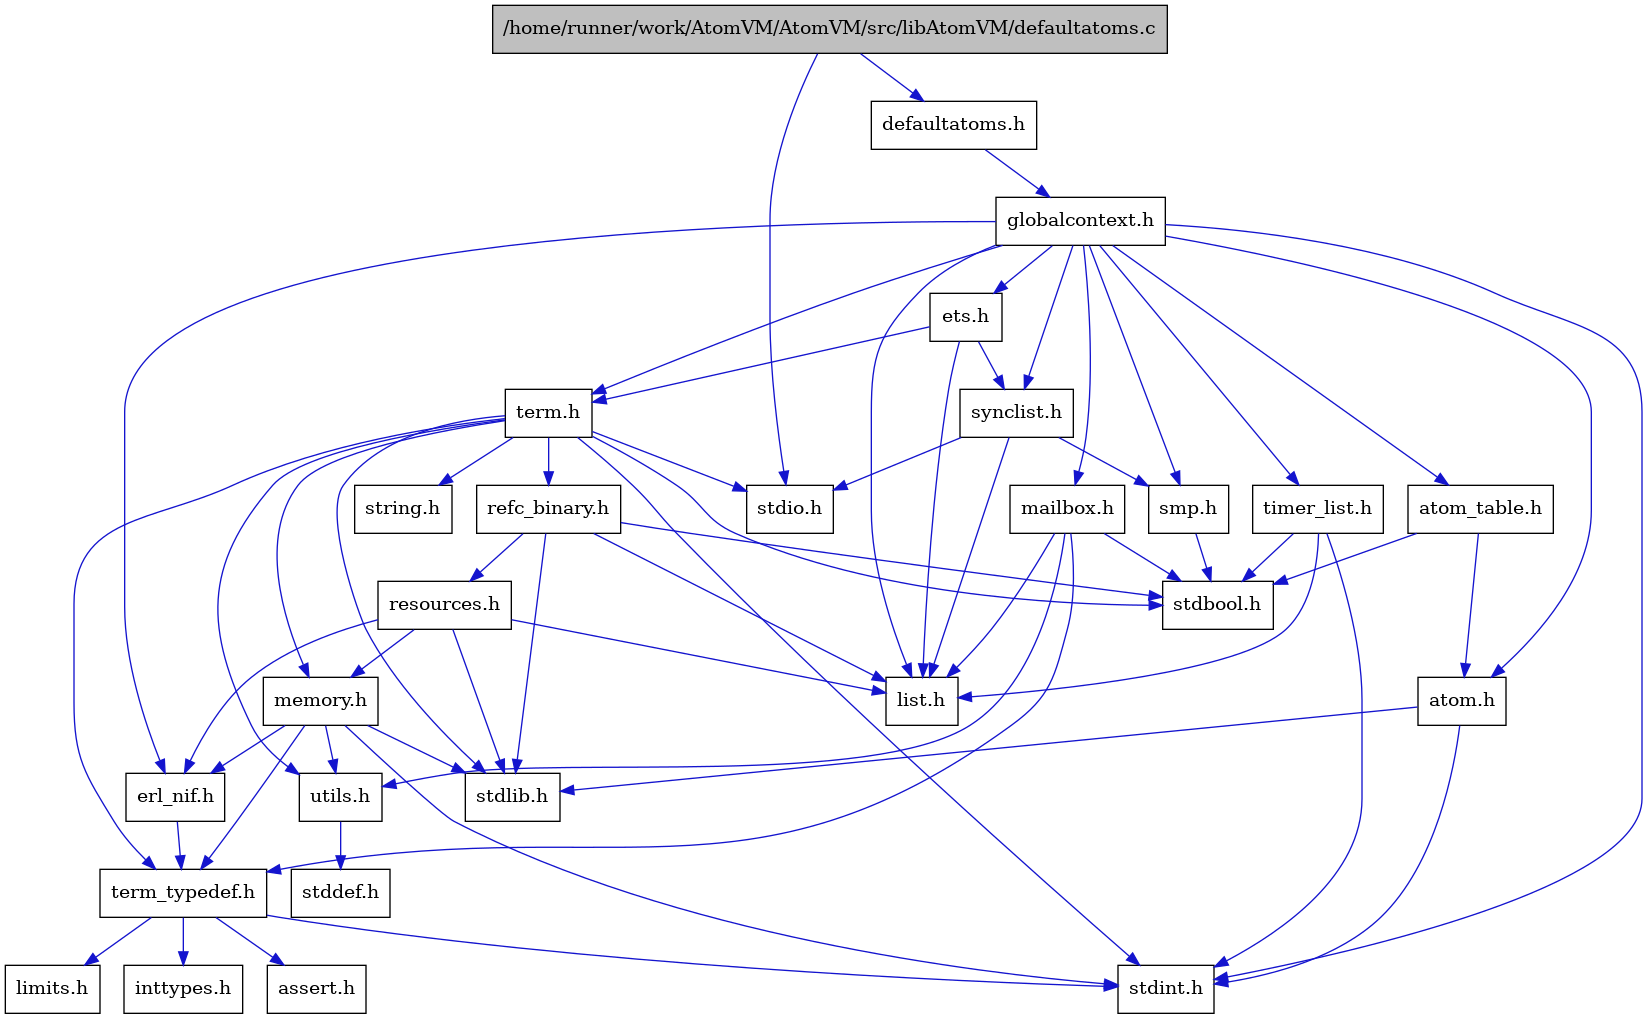 /home/runner/work/AtomVM/AtomVM/src/libAtomVM/defaultatoms.c
defaultatoms.h
globalcontext.h
ets.h
term.h
synclist.h
string.h
refc_binary.h
stdio.h
mailbox.h
smp.h
timer_list.h
atom_table.h
resources.h
stdbool.h
memory.h
list.h
atom.h
erl_nif.h
utils.h
stdlib.h
term_typedef.h
stddef.h
limits.h
inttypes.h
assert.h
stdint.h